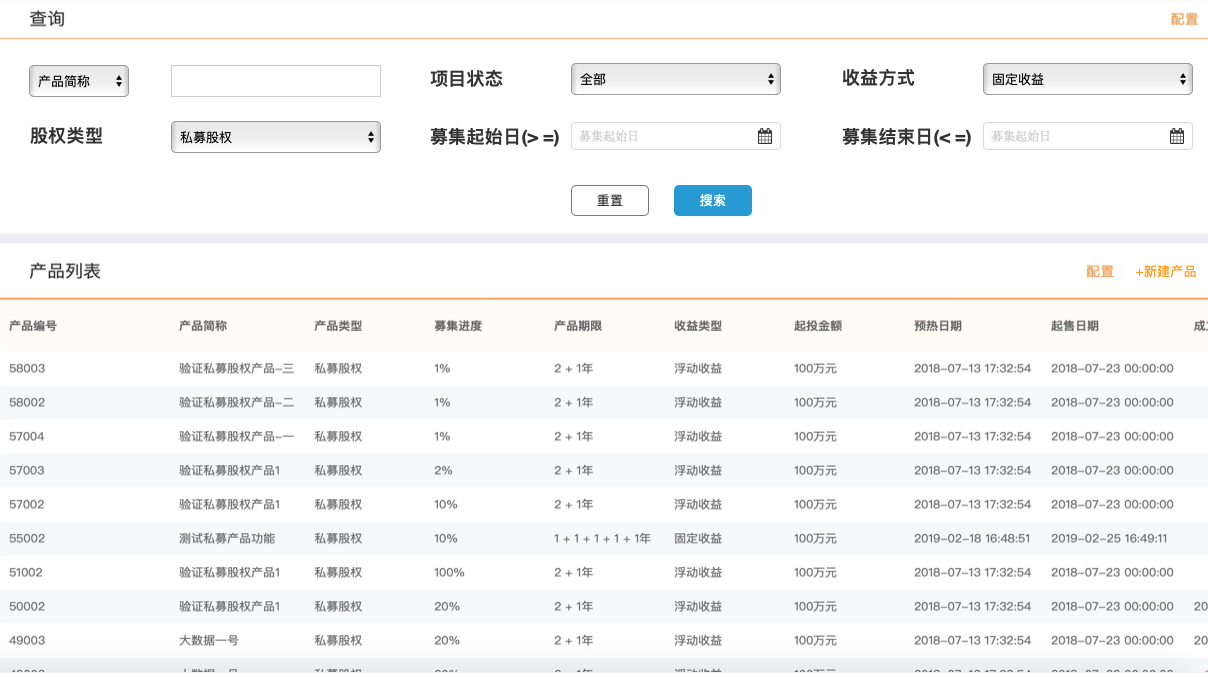 查询 配置
产品简称 项目状态 全部 收益方式 固定收益
股权类型 私募股权 募集起始日(> =) 募集起始日 募集结束日(< =) 募集起始日
重置 搜索
产品列表 配置 +新建产品
产品编号 产品简称 产品类型 募集进度 产品期限 收益类型 起投金额 预热日期 起售日期
58003 验证私募股权产品-三 私募股权 1% 2 + 1年 浮动收益 100万元 2018-07-13 17:32:54 2018-07-23 00:00:00
58002 验证私募股权产品-二 私募股权 1% 2 + 1年 浮动收益 100万元 2018-07-13 17:32:54 2018-07-23 00:00:00
57004 验证私募股权产品-一 私募股权 1% 2 + 1年 浮动收益 100万元 2018-07-13 17:32:54 2018-07-23 00:00:00
57003 验证私募股权产品1 私募股权 2% 2 + 1年 浮动收益 100万元 2018-07-13 17:32:54 2018-07-23 00:00:00
57002 验证私募股权产品1 私募股权 10% 2 + 1年 浮动收益 100万元 2018-07-13 17:32:54 2018-07-23 00:00:00
55002 测试私募产品功能 私募股权 10% 1 + 1 + 1 + 1 + 1年 固定收益 100万元 2019-02-18 16:48:51 2019-02-25 16:49:11
51002 验证私募股权产品1 私募股权 100% 2 + 1年 浮动收益 100万元 2018-07-13 17:32:54 2018-07-23 00:00:00
50002 验证私募股权产品1 私募股权 20% 2 + 1年 浮动收益 100万元 2018-07-13 17:32:54 2018-07-23 00:00:00 20
49003 大数据一号 私募股权 20% 2 + 1年 浮动收益 100万元 2018-07-13 17:32:54 2018-07-23 00:00:00 20